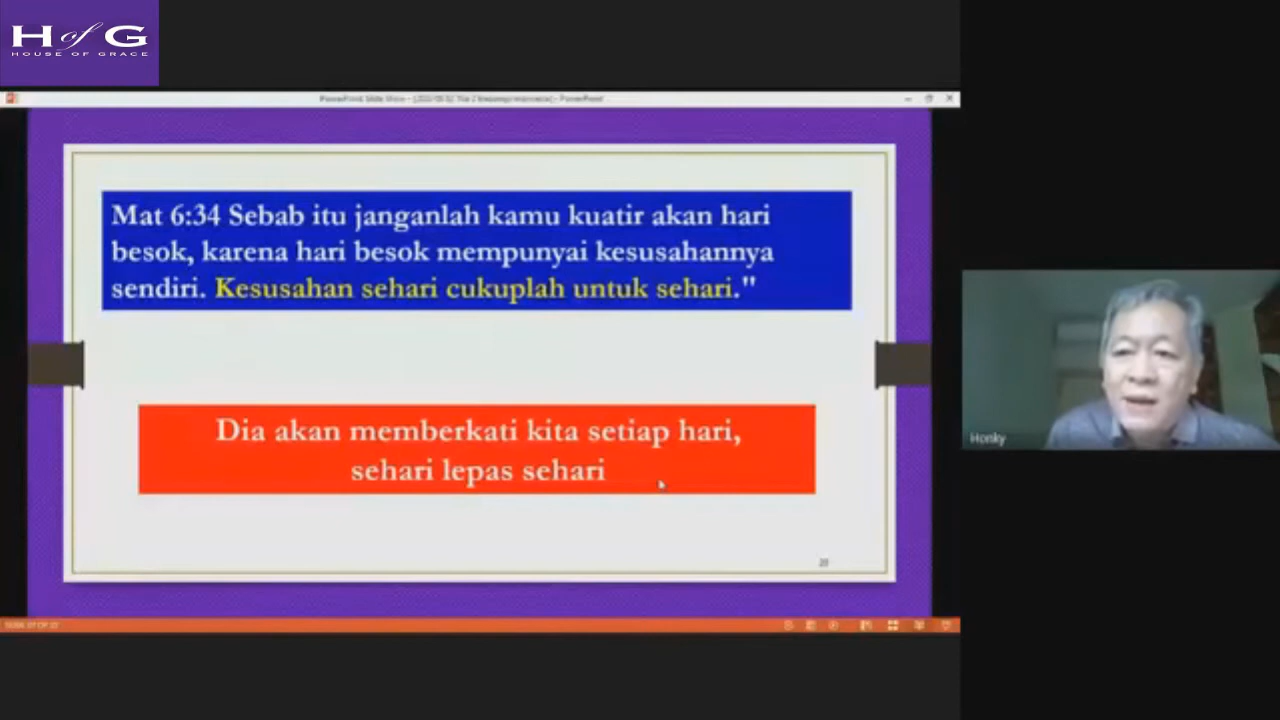 H of G
HOUSE OF GRACE
Mat 6:34 Sebab itu janganlah kamu kuatir akan hari
besok, karena hari besok mempunyai kesusahannya
sendiri. Kesusahan sehari cukuplah untuk sehari."
Dia akan memberkati kita setiap hari,
sehari lepas sehari
Honky